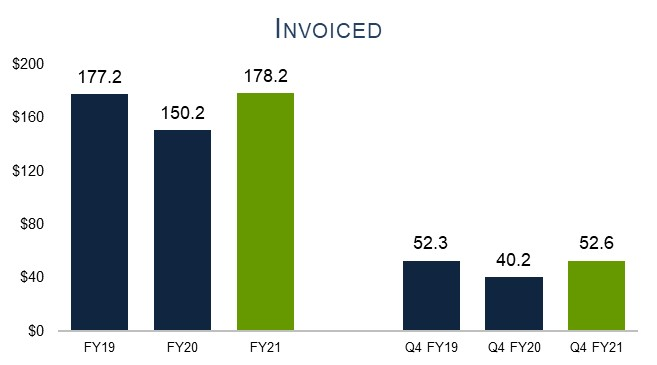 INVOICED
$200
$160
$120
$80
$40
$0
177.2
150.2
178.2
52.3
40.2
52.6
FY19
FY20
FY21
Q4 FY19
Q4 FY20
Q4 FY21